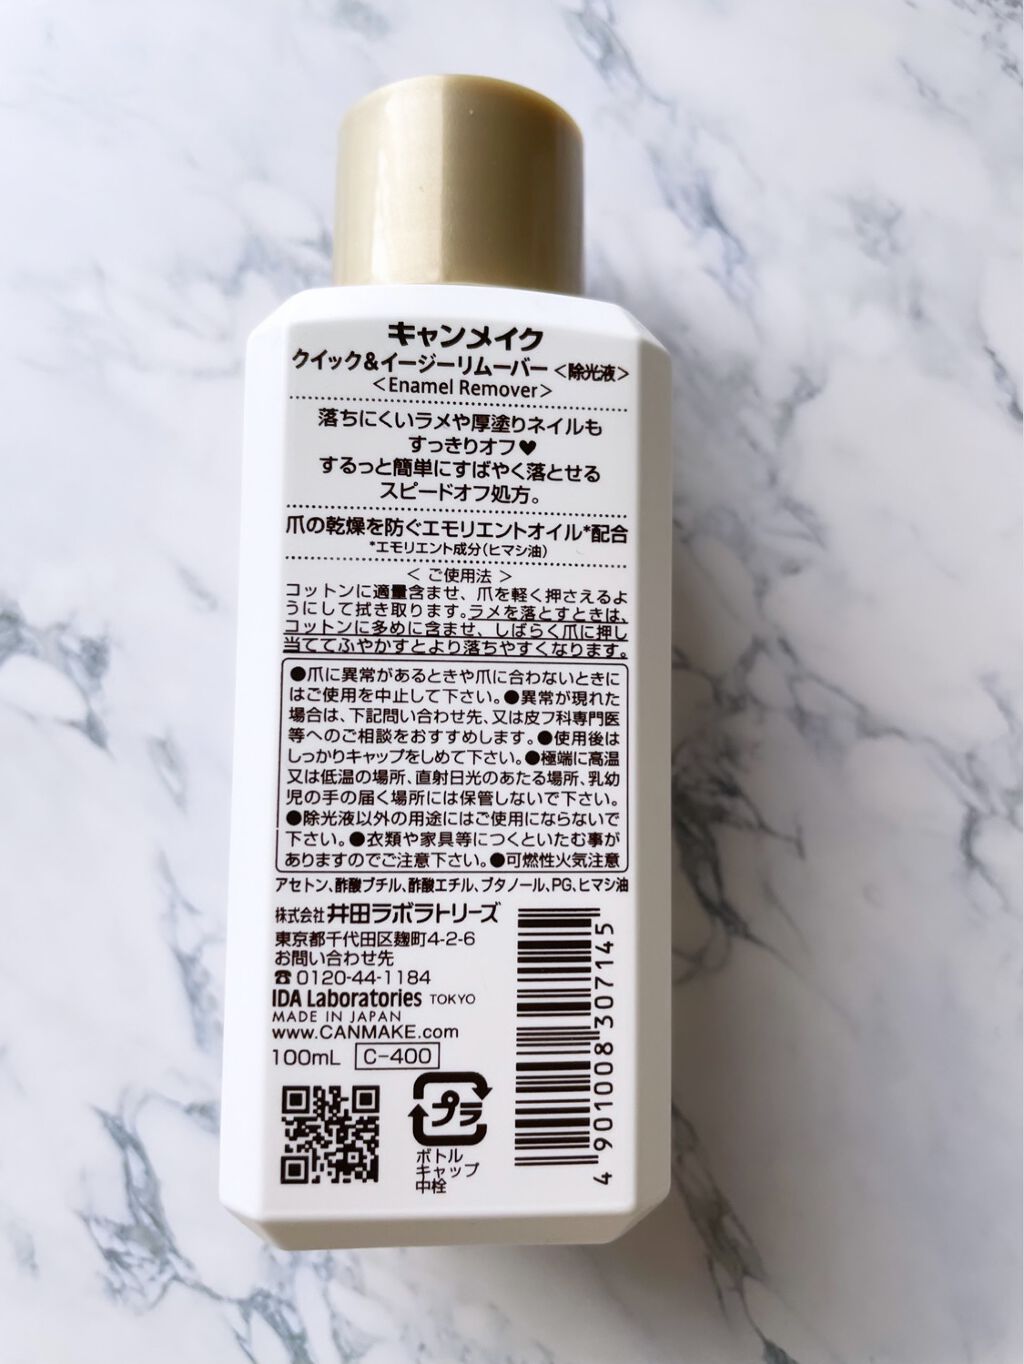 キャンメイク
クイック&イージーリムーバー<除光液>
<Enamel Remover>
落ちにくいラメや厚塗りネイルも
すっきりオフ♥
するっと簡単にすばやく落とせる
スピードオフ処方。
爪の乾燥を防ぐエモリエントオイル*配合
*エモリエント成分(ヒマシ油)
< ご使用法 >
コットンに適量含ませ、爪を軽く押さえるよ
うにして拭き取ります。ラメを落とすときは、
コットンに多めに含ませ、しばらく爪に押し
当ててふやかすとより落ちやすくなります。
●爪に異常があるときや爪に合わないときに
はご使用を中止して下さい。●異常が現れた
場合は、下記問い合わせ先、又は皮フ科専門医
等へのご相談をおすすめします。●使用後は
しっかりキャップをしめて下さい。●極端に高温
又は低温の場所、直射日光のあたる場所、乳幼
児の手の届く場所には保管しないで下さい。
●除光液以外の用途にはご使用にならないで
下さい。●衣類や家具等につくといたむ事が
ありますのでご注意下さい。●可燃性火気注意
アセトン、酢酸ブチル、酢酸エチル、ブタノール、PG、ヒマシ油
株式会社 井田ラボラトリーズ
東京都千代田区麹町4-2-6
お問い合わせ先
☎0120-44-1184
IDA Laboratories TOKYO
MADE IN JAPAN
www.CANMAKE.com
100mL C-400
プラ
ボトル
キャップ
中栓
4 901008 307145